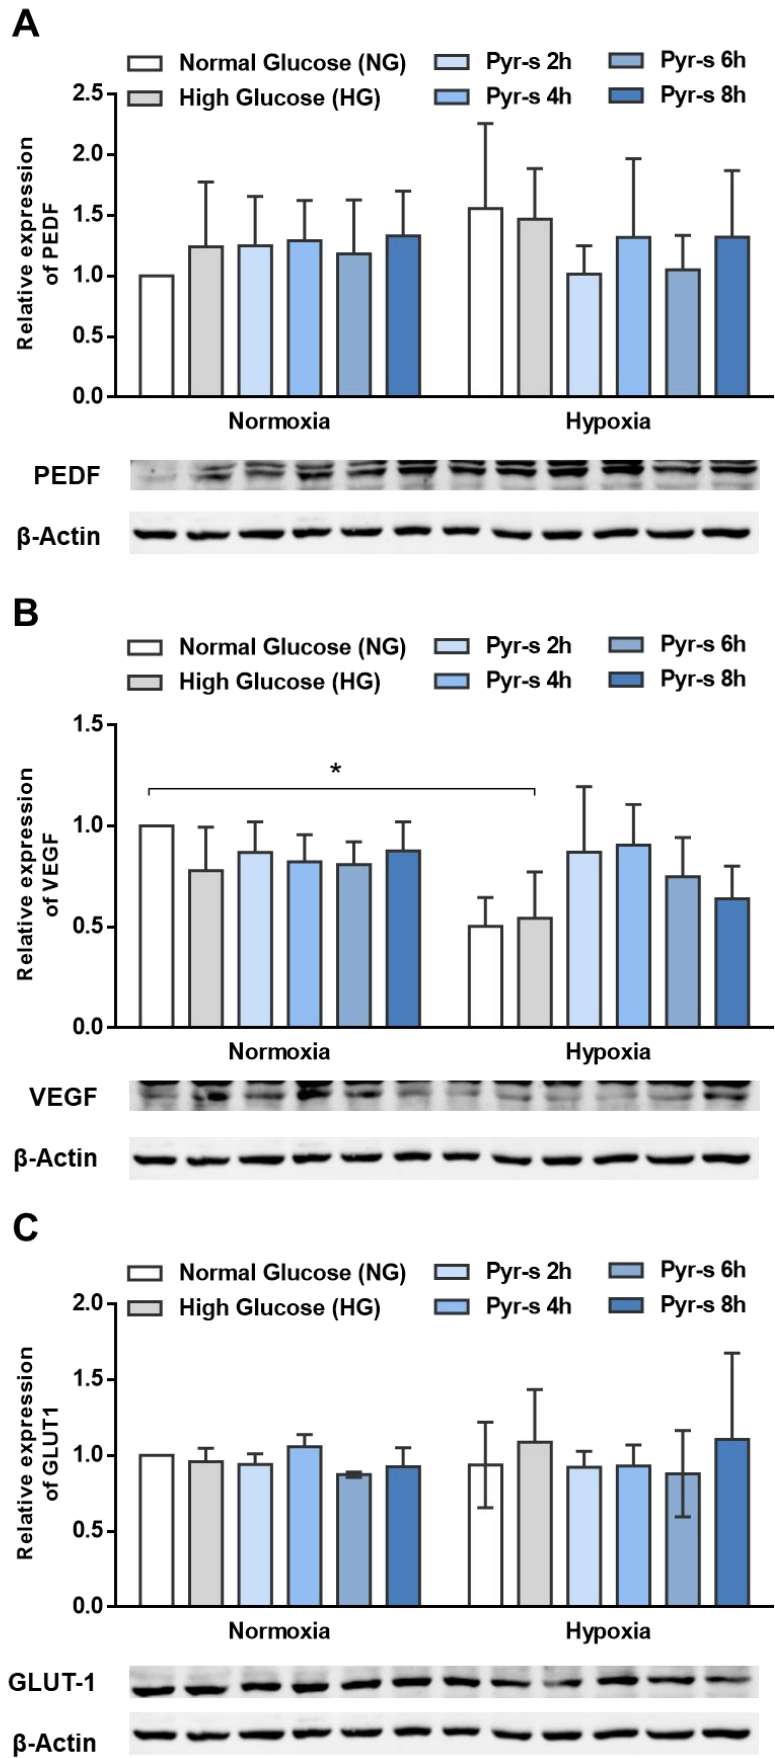 A
Normal Glucose (NG) Pyr-s 2h Pyr-s 6h
High Glucose (HG) Pyr-s 4h Pyr-s 8h
Relative expression
of PEDF
2.5
2.0
1.5
1.0
0.5
0.0
Normoxia Hypoxia
PEDF
β-Actin
B
Normal Glucose (NG) Pyr-s 2h Pyr-s 6h
High Glucose (HG) Pyr-s 4h Pyr-s 8h
Relative expression
of VEGF
1.5
*
1.0
0.5
0.0
Normoxia Hypoxia
VEGF
β-Actin
C
Normal Glucose (NG) Pyr-s 2h Pyr-s 6h
High Glucose (HG) Pyr-s 4h Pyr-s 8h
Relative expression
of GLUT1
2.0
1.5
1.0
0.5
0.0
Normoxia Hypoxia
GLUT-1
β-Actin